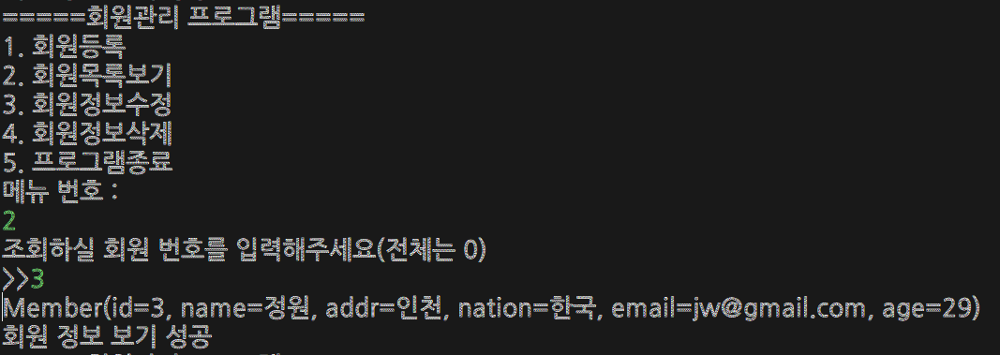 =====회원관리 프로그램=====
1. 회원등록
2. 회원목록보기
3. 회원정보수정
4. 회원정보삭제
5. 프로그램종료
메뉴 번호 :
2
조회하실 회원 번호를 입력해주세요(전체는 0)
>>3
Member(id=3, name=정원, addr=인천, nation=한국, email=jw@gmail.com, age=29)
회원 정보 보기 성공